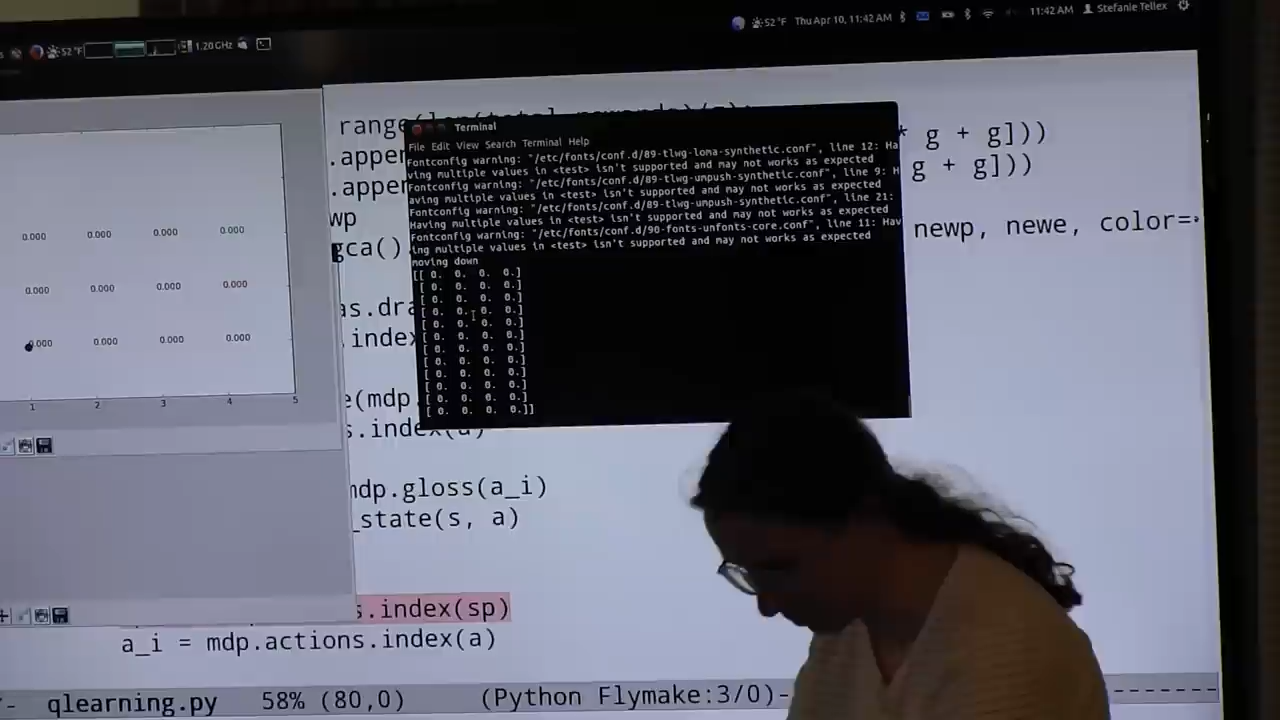 52 °F Thu Apr 10, 11:42 AM 11:42 AM Stefanie Tellex
52 °F 1.20 GHz
range(len(total_rewards)
* g + g]))
.appen
g + g]))
.appen
wp
gca()
newp, newe, color=
as.dra
.index
e(mdp
s.index(a)
mdp.gloss(a_i)
_state(s, a)
s.index(sp)
a_i = mdp.actions.index(a)
Terminal
File Edit View Search Terminal Help
Fontconfig warning: "/etc/fonts/conf.d/89-tlwg-loma-synthetic.conf", line 12: Ha
ving multiple values in <test> isn't supported and may not works as expected
Fontconfig warning: "/etc/fonts/conf.d/89-tlwg-umpush-synthetic.conf", line 9: H
aving multiple values in <test> isn't supported and may not works as expected
Fontconfig warning: "/etc/fonts/conf.d/89-tlwg-umpush-synthetic.conf", line 21:
Having multiple values in <test> isn't supported and may not works as expected
Fontconfig warning: "/etc/fonts/conf.d/90-fonts-unfonts-core.conf", line 11: Hav
ing multiple values in <test> isn't supported and may not works as expected
moving down
[[ 0. 0. 0. 0.]
[ 0. 0. 0. 0.]
[ 0. 0. 0. 0.]
[ 0. 0. 0. 0.]
[ 0. 0. 0. 0.]
[ 0. 0. 0. 0.]
[ 0. 0. 0. 0.]
[ 0. 0. 0. 0.]
[ 0. 0. 0. 0.]
[ 0. 0. 0. 0.]
[ 0. 0. 0. 0.]
[ 0. 0. 0. 0.]]
0.000 0.000 0.000 0.000
0.000 0.000 0.000 0.000
0.000 0.000 0.000 0.000
1 2 3 4 5
qlearning.py 58% (80,0) (Python Flymake:3/0)-